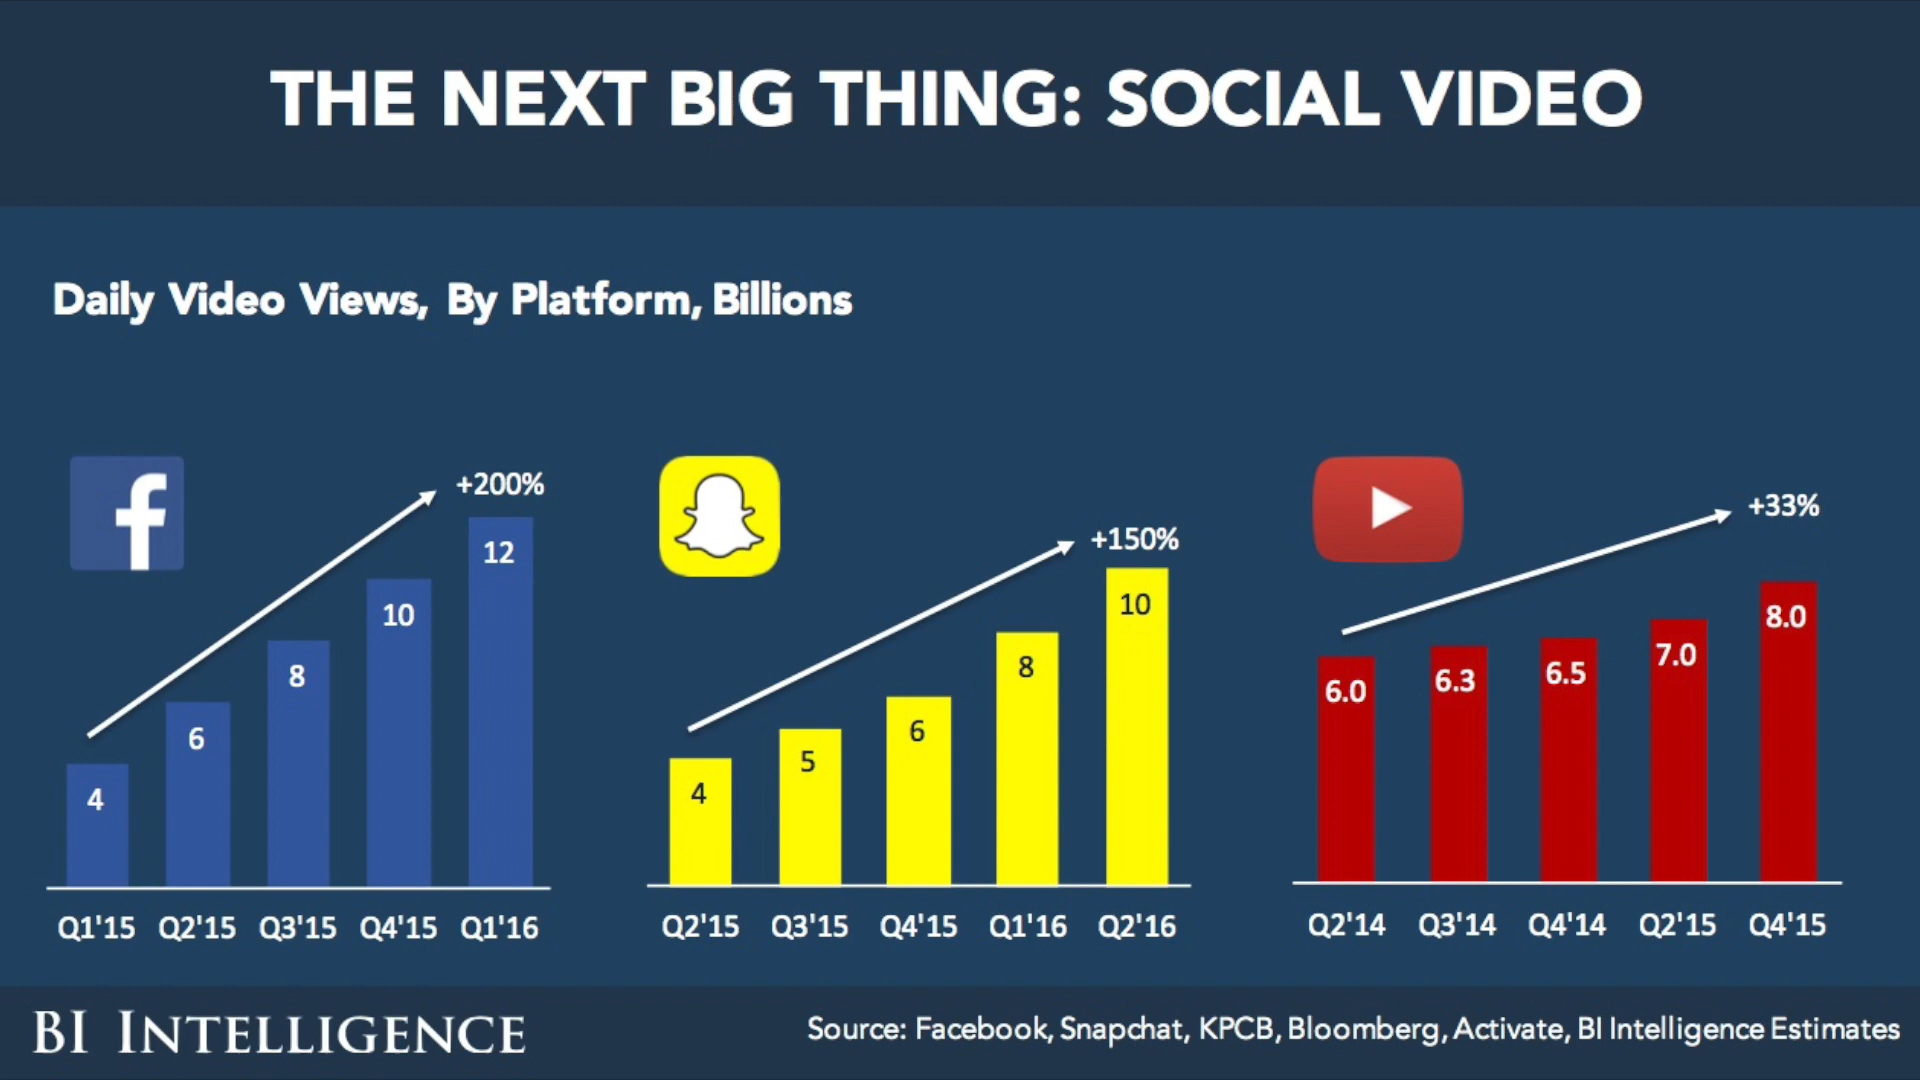 THE NEXT BIG THING: SOCIAL VIDEO
Daily Video Views, By Platform, Billions
+200%
4
6
8
10
12
Q1'15 Q2'15 Q3'15 Q4'15 Q1'16
+150%
4
5
6
8
10
Q2'15 Q3'15 Q4'15 Q1'16 Q2'16
+33%
6.0
6.3
6.5
7.0
8.0
Q2'14 Q3'14 Q4'14 Q2'15 Q4'15
BI INTELLIGENCE
Source: Facebook, Snapchat, KPCB, Bloomberg, Activate, BI Intelligence Estimates